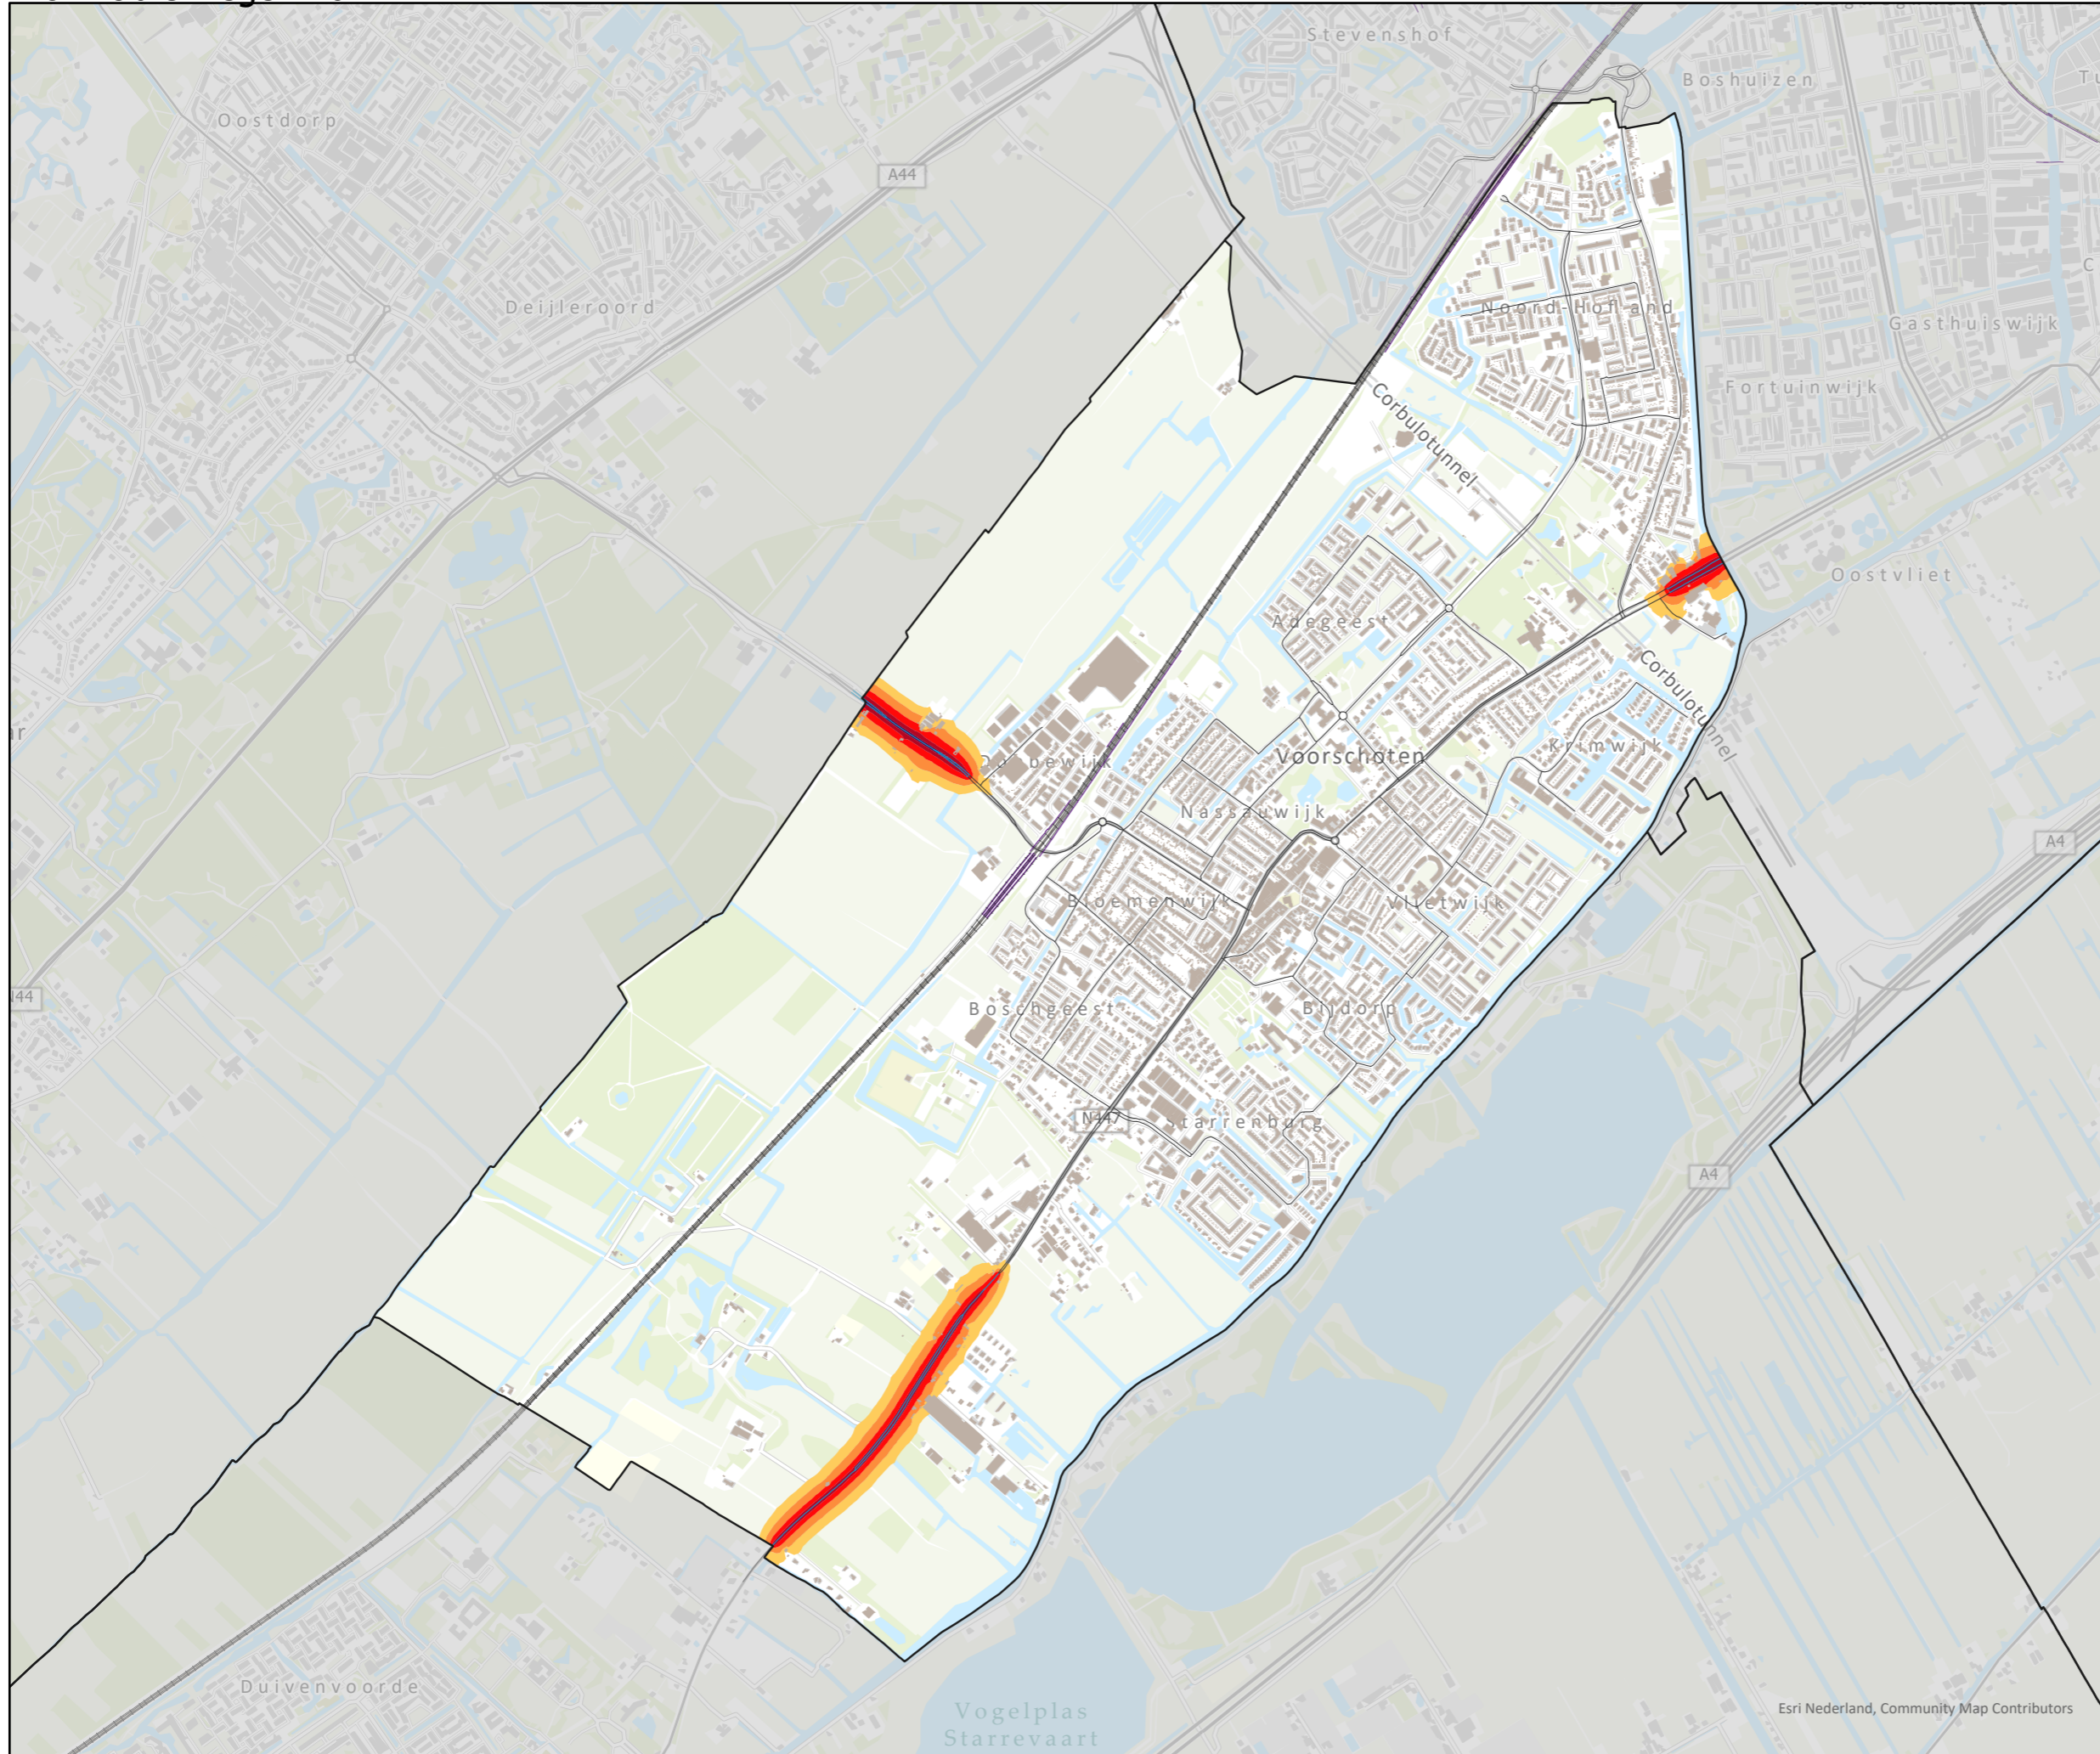 Stevenshof
Boshuizen
Oostdorp
A44
Deijleroord
Noord-Hofland
Gasthuiswijk
Fortuinwijk
Corbulotunnel
Oostvliet
Adegeest
Corbulotunnel
Voorschoten
Krimwijk
Nassauwijk
A4
Bloemenwijk
Vlietwijk
Boschgeest
Bijdorp
N447
Starrenburg
A4
Duivenvoorde
Vogelplas
Starrevaart
Esri Nederland, Community Map Contributors